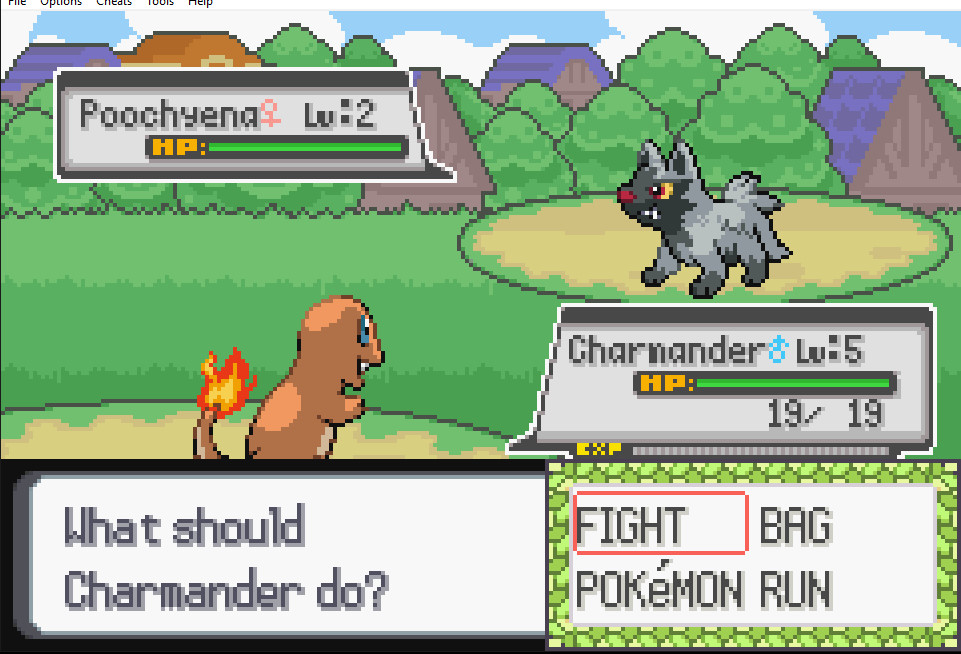 File Options Cheats Tools Help
Poochyena♀ Lv:2
HP:
Charmander♂ Lv:5
HP:
19/ 19
EXP
What should
Charmander do?
FIGHT BAG
POKéMON RUN